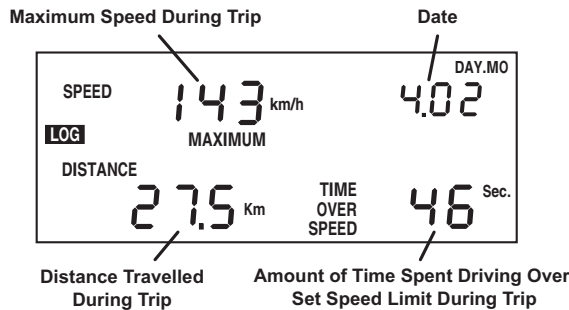 Maximum Speed During Trip
Date
SPEED
143 km/h
DAY.MO
4.02
LOG
MAXIMUM
DISTANCE
27.5 Km
TIME
OVER
SPEED
46 Sec.
Distance Travelled
During Trip
Amount of Time Spent Driving Over
Set Speed Limit During Trip